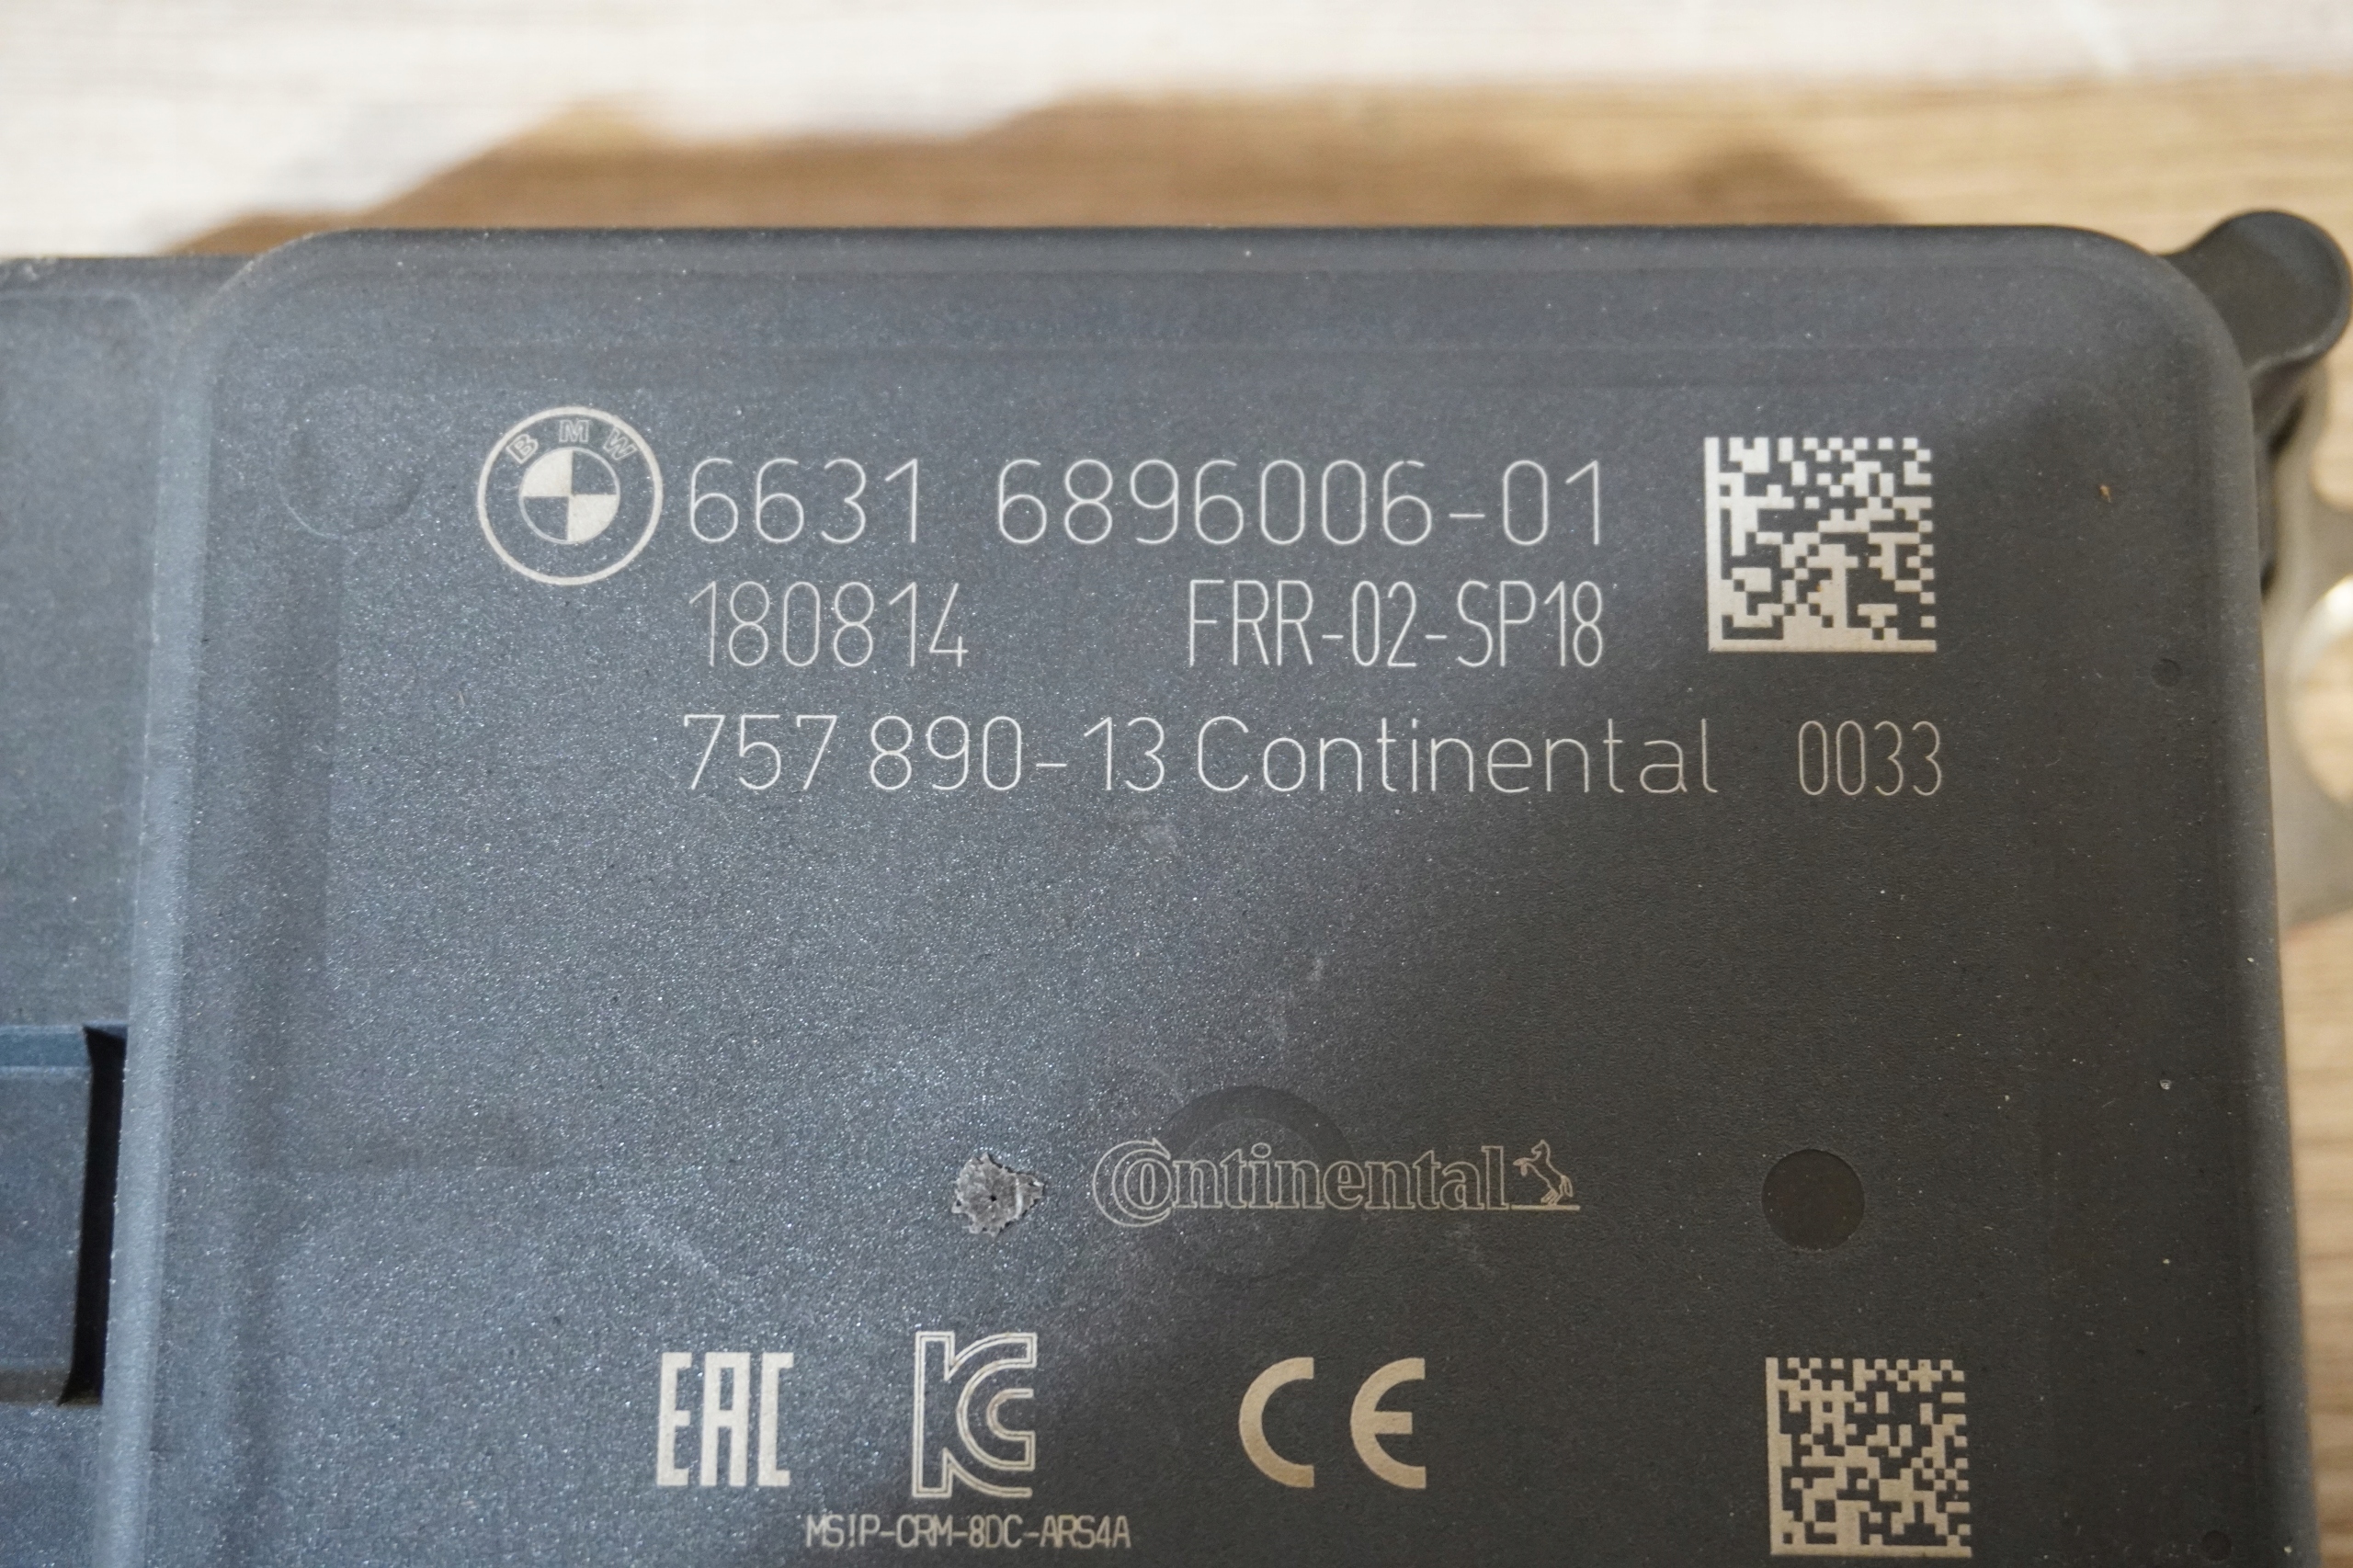 BMW 6631 6896006-01
180814 FRR-02-SP18
757 890-13 Continental 0033
Continental
EAC KC CE
MSIP-CRM-8DC-ARS4A